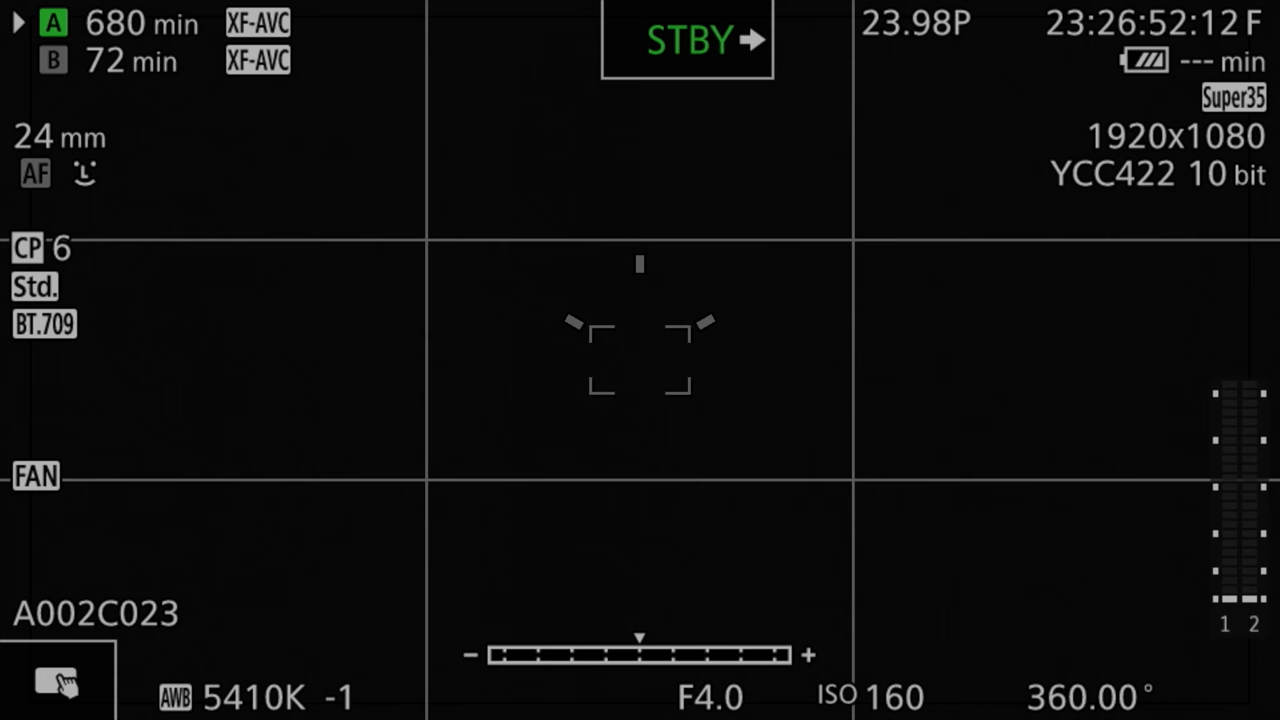 A 680 min XF-AVC STBY 23.98P 23:26:52:12 F
B 72 min XF-AVC --- min
Super35
24 mm 1920x1080
AF YCC422 10 bit
CP 6
Std.
BT.709
FAN
A002C023 1 2
− +
AWB 5410K -1 F4.0 ISO 160 360.00°